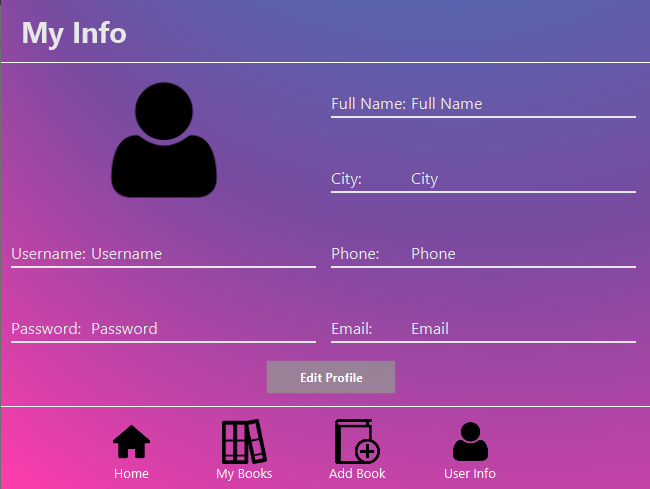 My Info
Full Name: Full Name
City: City
Username: Username
Phone: Phone
Password: Password
Email: Email
Edit Profile
Home
My Books
Add Book
User Info